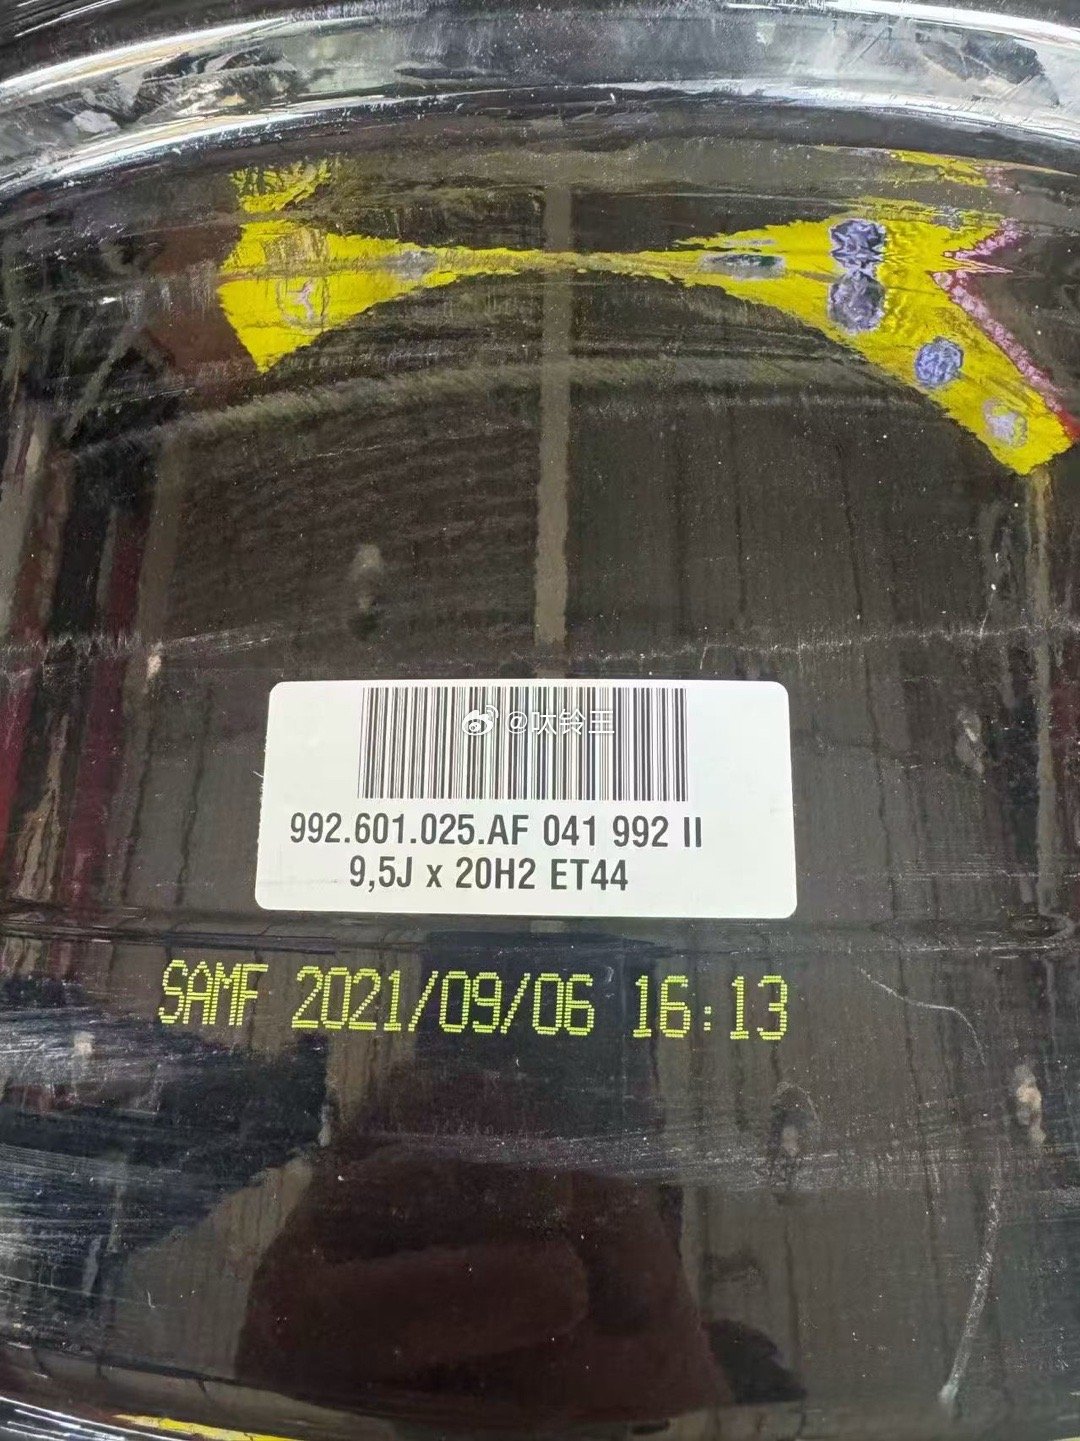 @呔铃王
992.601.025.AF 041 992 II
9,5J x 20H2 ET44
SAMF 2021/09/06 16:13